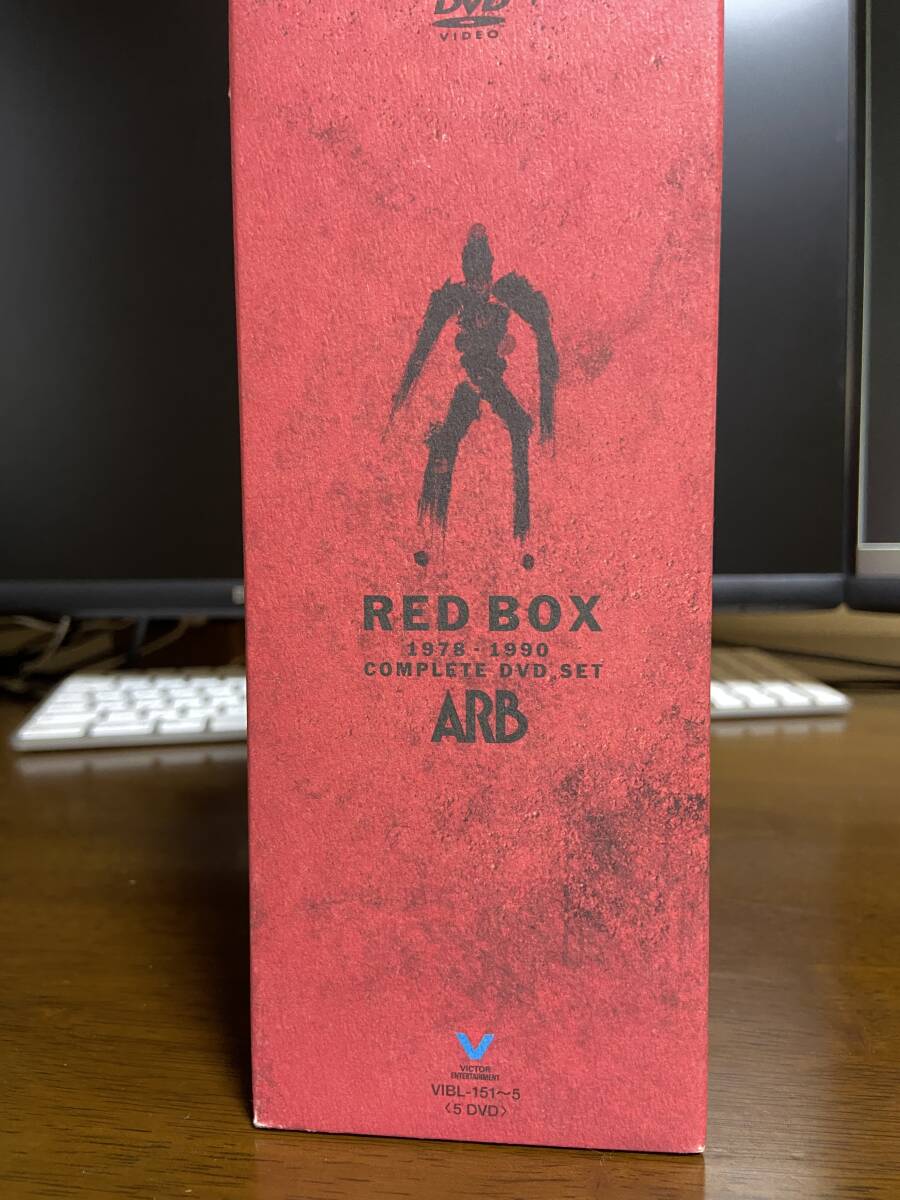 DVD
VIDEO
RED BOX
1978 - 1990
COMPLETE DVD SET
ARB
VICTOR
ENTERTAINMENT
VIBL-151〜5
〈5 DVD〉